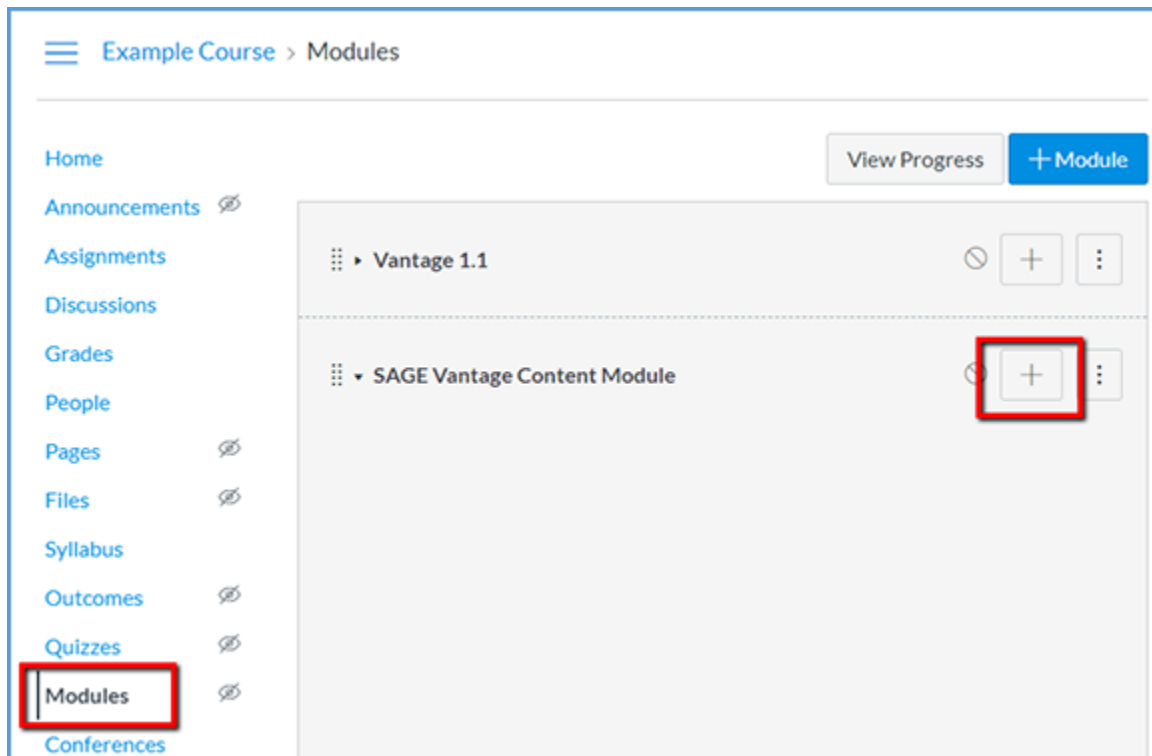 Example Course > Modules
View Progress
+Module
Home
Announcements
Assignments
Discussions
Grades
People
Pages
Files
Syllabus
Outcomes
Quizzes
Modules
Conferences
Vantage 1.1
SAGE Vantage Content Module